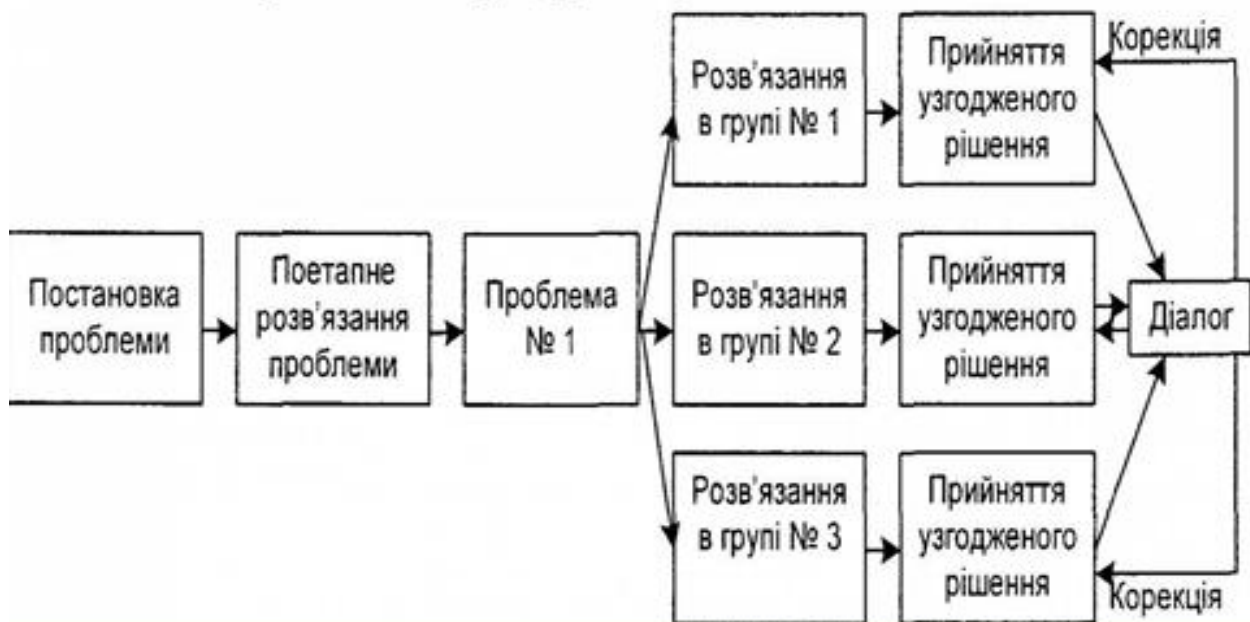 Постановка
проблеми
Поетапне
розв'язання
проблеми
Проблема
№ 1
Розв'язання
в групі № 1
Прийняття
узгодженого
рішення
Корекція
Розв'язання
в групі № 2
Прийняття
узгодженого
рішення
Діалог
Розв'язання
в групі № 3
Прийняття
узгодженого
рішення
Корекція